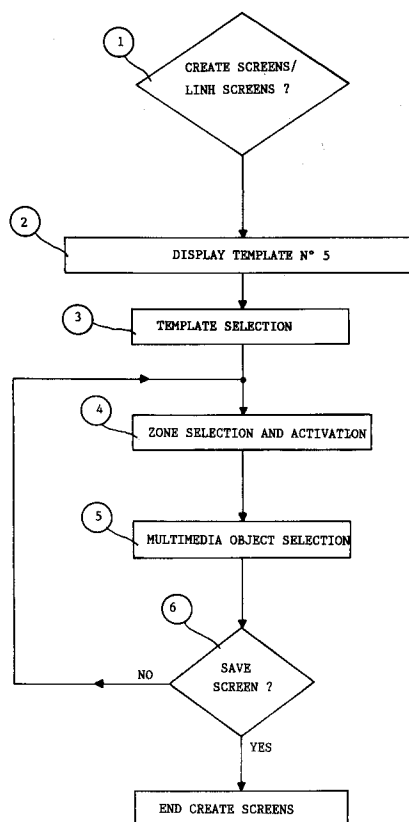 1
CREATE SCREENS/
LINH SCREENS ?
2
DISPLAY TEMPLATE N° 5
3
TEMPLATE SELECTION
4
ZONE SELECTION AND ACTIVATION
5
MULTIMEDIA OBJECT SELECTION
6
SAVE
SCREEN ?
NO
YES
END CREATE SCREENS